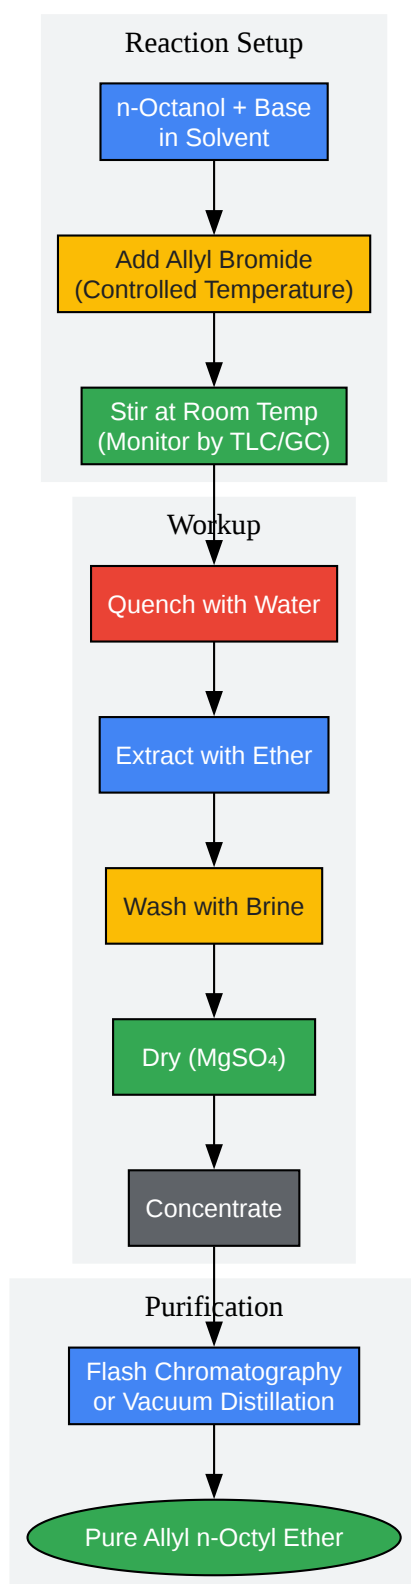 Reaction Setup
n-Octanol + Base
in Solvent
Add Allyl Bromide
(Controlled Temperature)
Stir at Room Temp
(Monitor by TLC/GC)
Workup
Quench with Water
Extract with Ether
Wash with Brine
Dry (MgSO₄)
Concentrate
Purification
Flash Chromatography
or Vacuum Distillation
Pure Allyl n-Octyl Ether